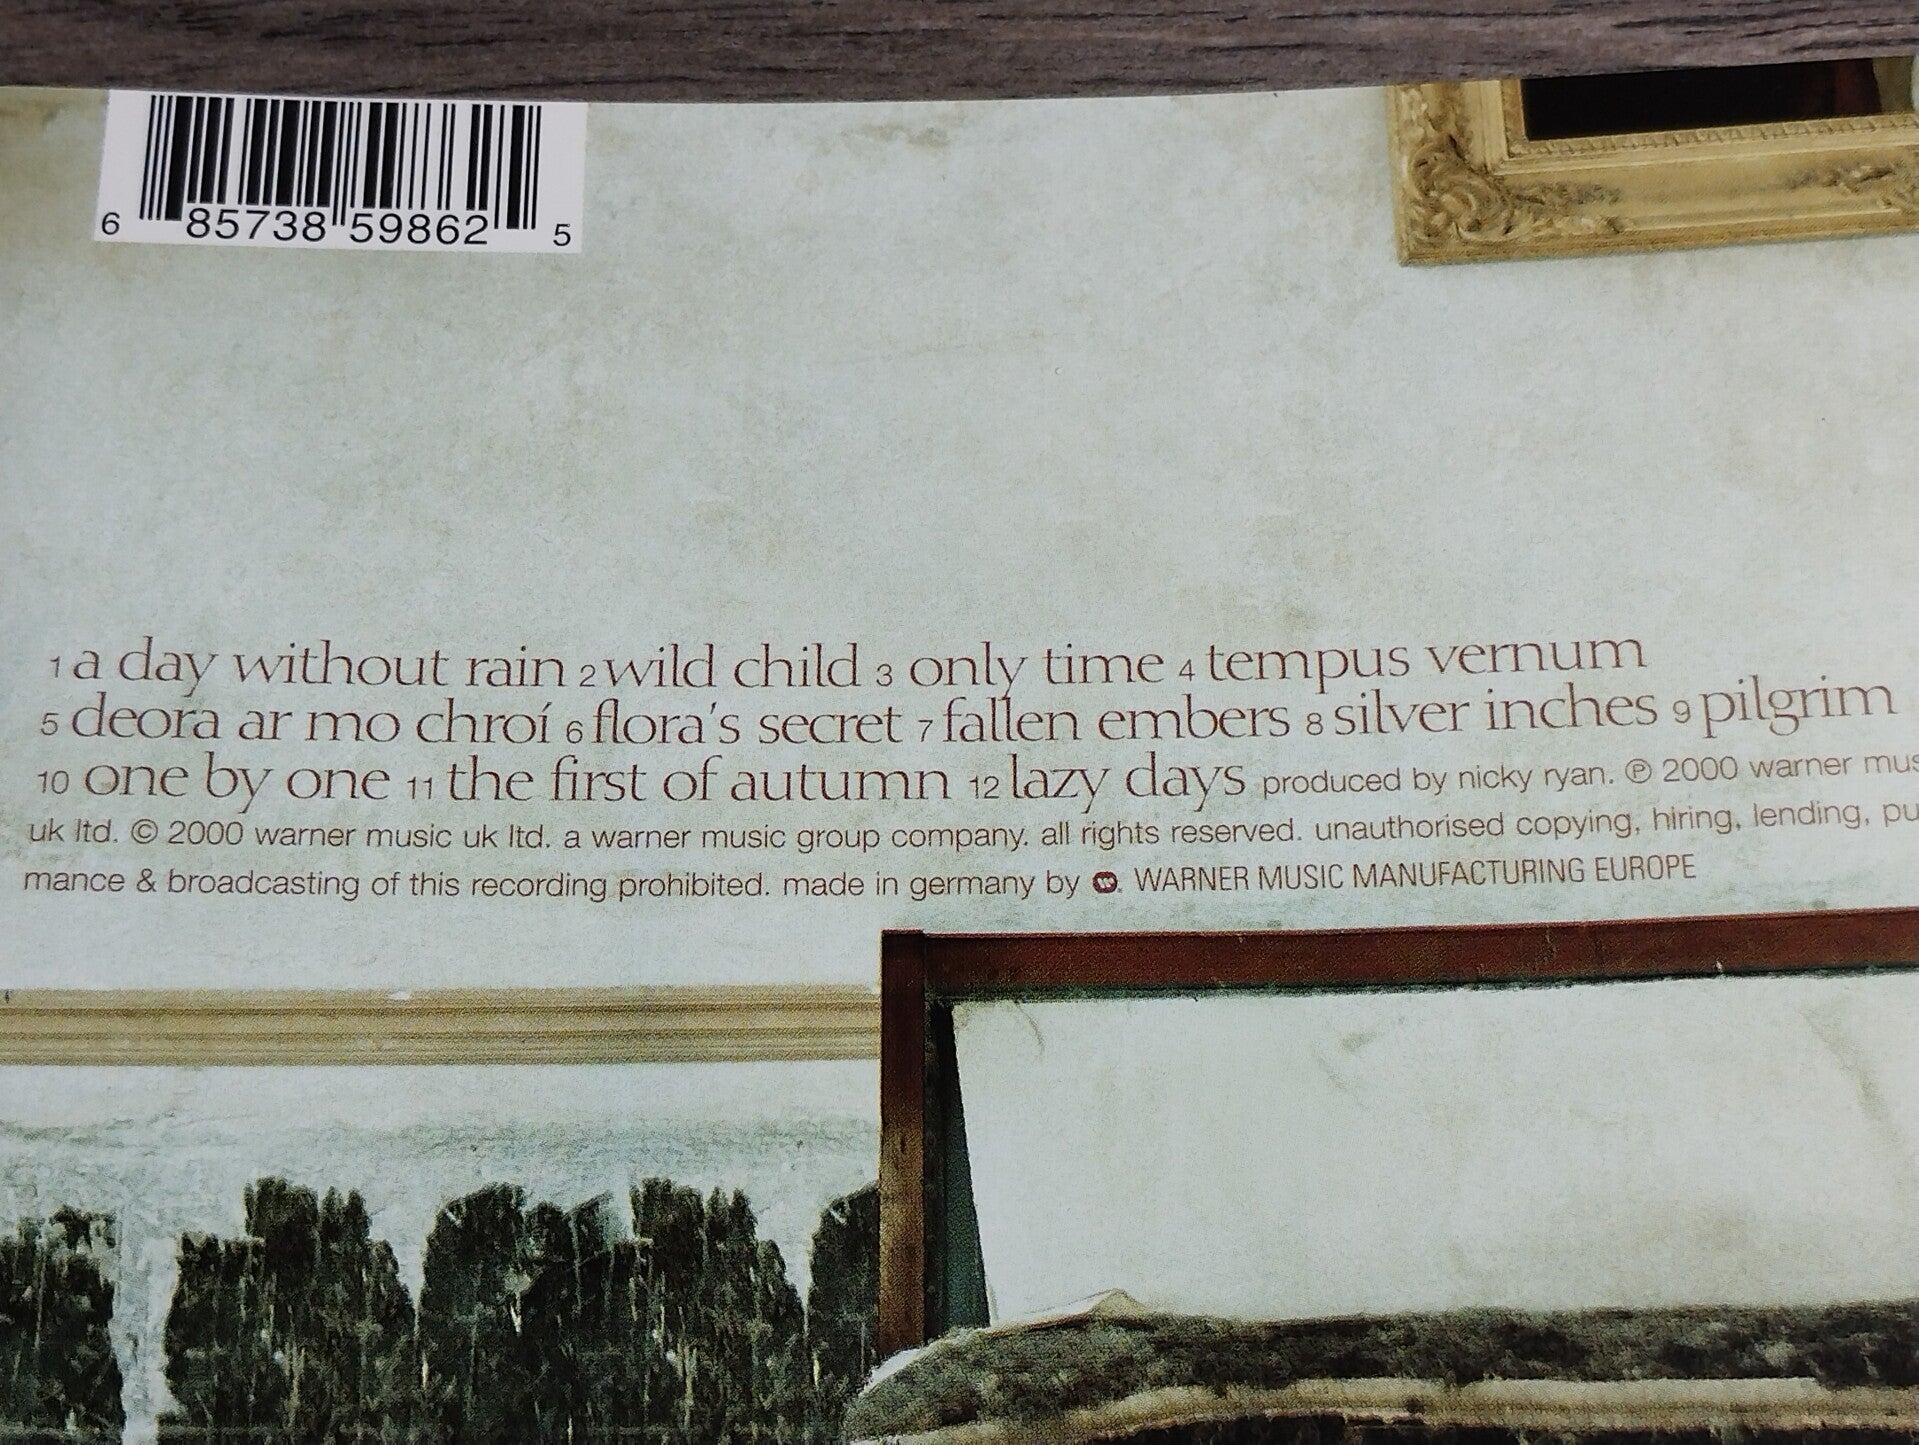 6 85738 59862 5
1 a day without rain 2 wild child 3 only time 4 tempus vernum
5 deora ar mo chroí 6 flora's secret 7 fallen embers 8 silver inches 9 pilgrim
10 one by one 11 the first of autumn 12 lazy days produced by nicky ryan. ℗ 2000 warner mus
uk ltd. © 2000 warner music uk ltd. a warner music group company. all rights reserved. unauthorised copying, hiring, lending, pu
mance & broadcasting of this recording prohibited. made in germany by W. WARNER MUSIC MANUFACTURING EUROPE